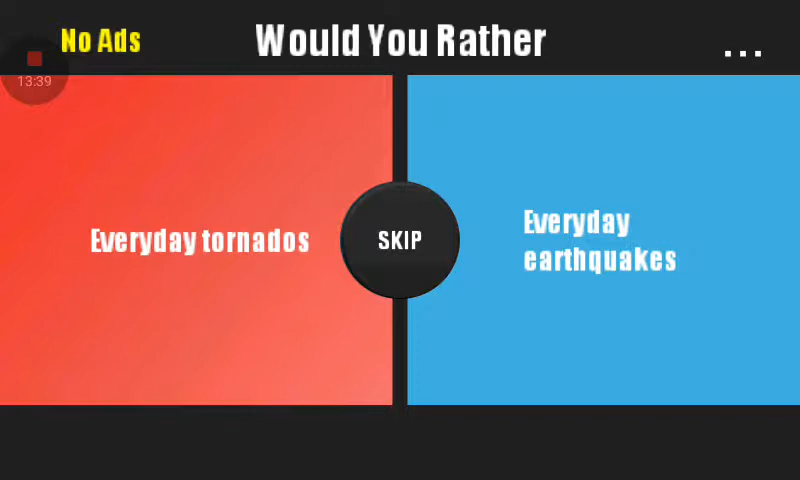 No Ads
Would You Rather
...
13:39
Everyday tornados
SKIP
Everyday
earthquakes